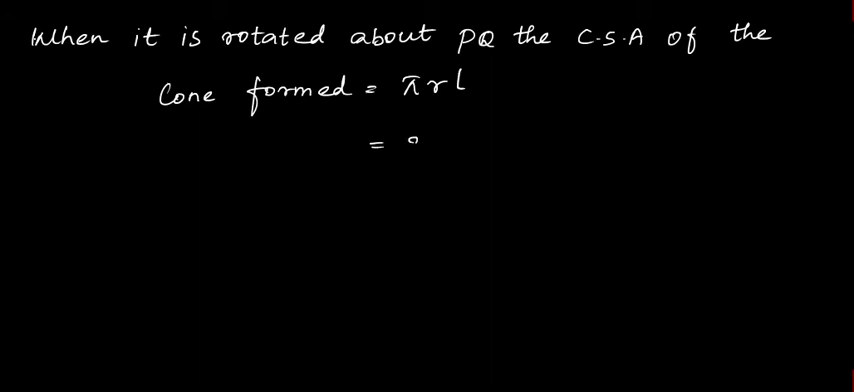 When it is rotated about PQ the C.S.A of the
Cone formed = πrl
=